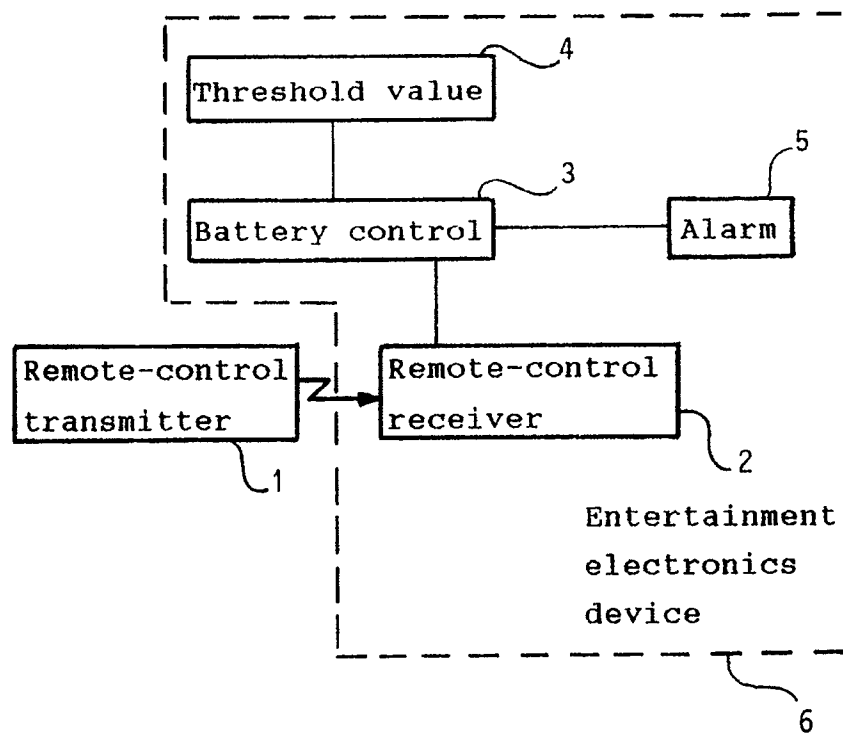 4
Threshold value
3
5
Battery control
Alarm
Remote-control
transmitter
1
Remote-control
receiver
2
Entertainment
electronics
device
6